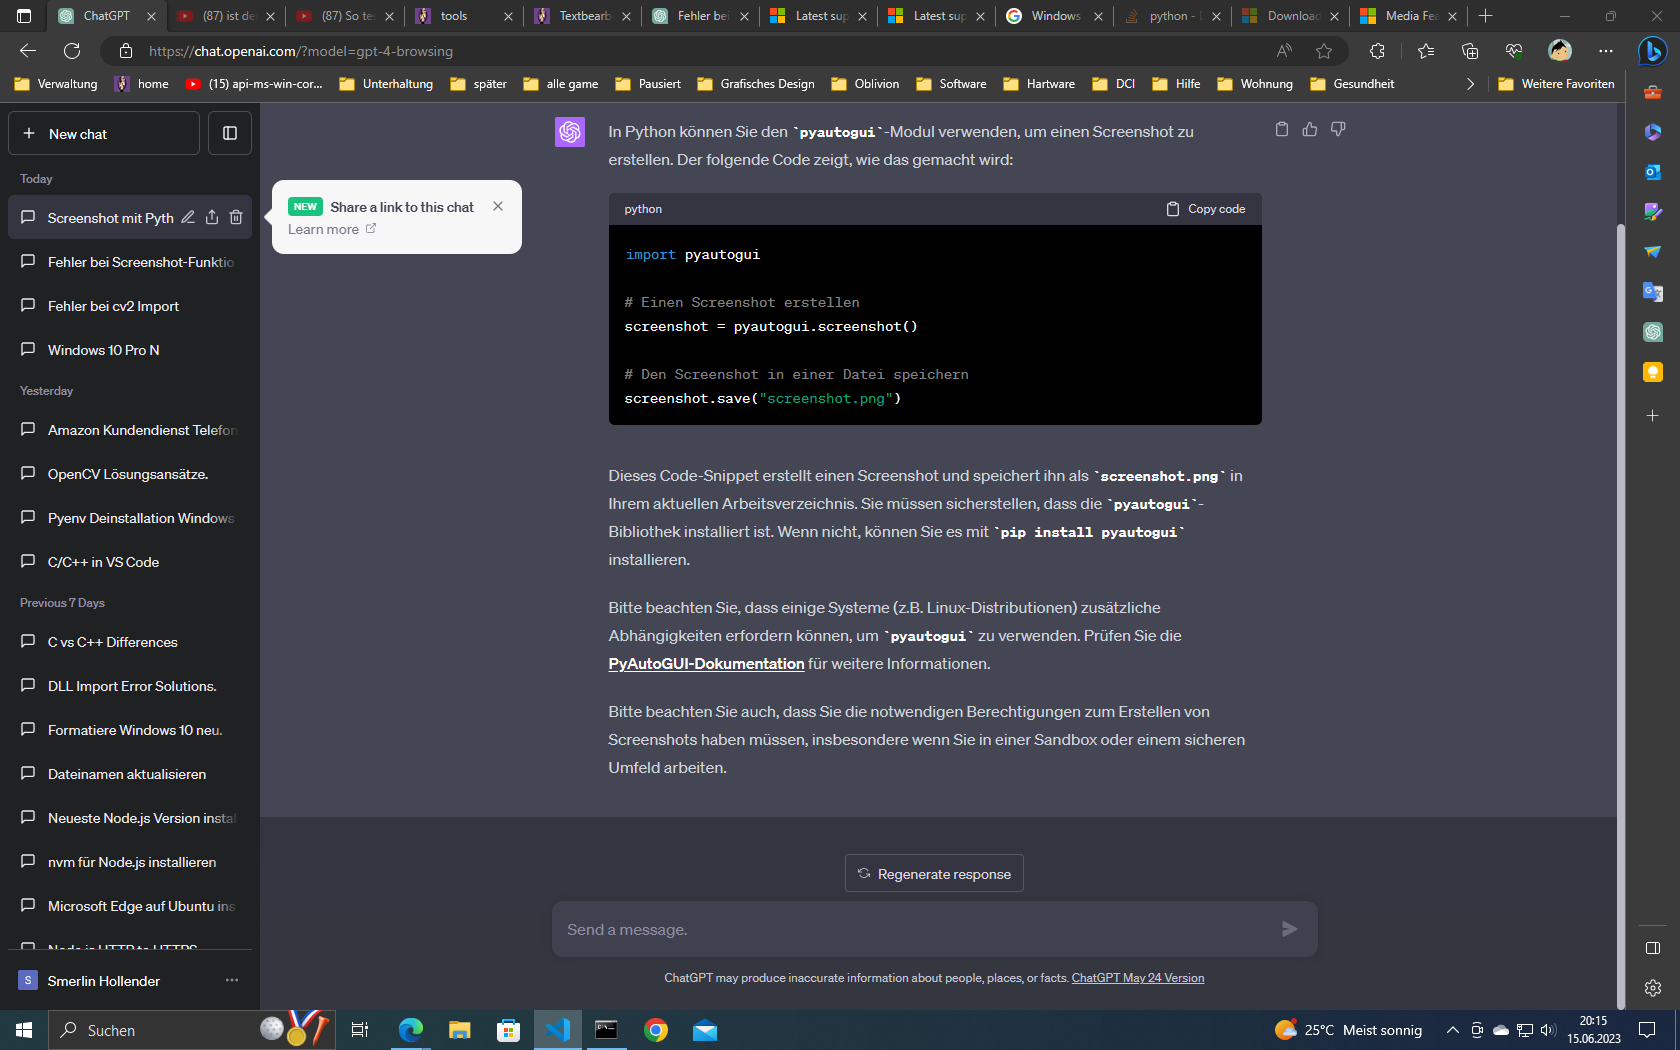 ChatGPT
(87) ist de
(87) So te
tools
Textbearb
Fehler bei
Latest sup
Latest sup
Windows
python -
Download
Media Fea
https://chat.openai.com/?model=gpt-4-browsing
Verwaltung
home
(15) api-ms-win-cor...
Unterhaltung
später
alle game
Pausiert
Grafisches Design
Oblivion
Software
Hartware
DCI
Hilfe
Wohnung
Gesundheit
Weitere Favoriten
New chat
Today
Screenshot mit Pyth
Fehler bei Screenshot-Funktio
Fehler bei cv2 Import
Windows 10 Pro N
Yesterday
Amazon Kundendienst Telefon
OpenCV Lösungsansätze.
Pyenv Deinstallation Windows
C/C++ in VS Code
Previous 7 Days
C vs C++ Differences
DLL Import Error Solutions.
Formatiere Windows 10 neu.
Dateinamen aktualisieren
Neueste Node.js Version instal
nvm für Node.js installieren
Microsoft Edge auf Ubuntu ins
Node.js HTTP to HTTPS
S
Smerlin Hollender
NEW Share a link to this chat
Learn more
In Python können Sie den `pyautogui`-Modul verwenden, um einen Screenshot zu
erstellen. Der folgende Code zeigt, wie das gemacht wird:
python
Copy code
import pyautogui
# Einen Screenshot erstellen
screenshot = pyautogui.screenshot()
# Den Screenshot in einer Datei speichern
screenshot.save("screenshot.png")
Dieses Code-Snippet erstellt einen Screenshot und speichert ihn als `screenshot.png` in
Ihrem aktuellen Arbeitsverzeichnis. Sie müssen sicherstellen, dass die `pyautogui`-
Bibliothek installiert ist. Wenn nicht, können Sie es mit `pip install pyautogui`
installieren.
Bitte beachten Sie, dass einige Systeme (z.B. Linux-Distributionen) zusätzliche
Abhängigkeiten erfordern können, um `pyautogui` zu verwenden. Prüfen Sie die
PyAutoGUI-Dokumentation für weitere Informationen.
Bitte beachten Sie auch, dass Sie die notwendigen Berechtigungen zum Erstellen von
Screenshots haben müssen, insbesondere wenn Sie in einer Sandbox oder einem sicheren
Umfeld arbeiten.
Regenerate response
Send a message.
ChatGPT may produce inaccurate information about people, places, or facts. ChatGPT May 24 Version
Suchen
25°C Meist sonnig
20:15
15.06.2023